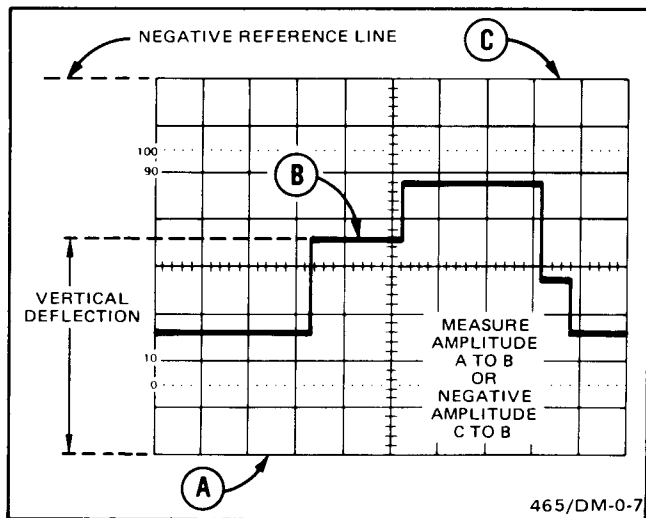 NEGATIVE REFERENCE LINE
C
100
90
B
VERTICAL
DEFLECTION
MEASURE
AMPLITUDE
A TO B
OR
NEGATIVE
AMPLITUDE
C TO B
10
0
A
465/DM-0-7